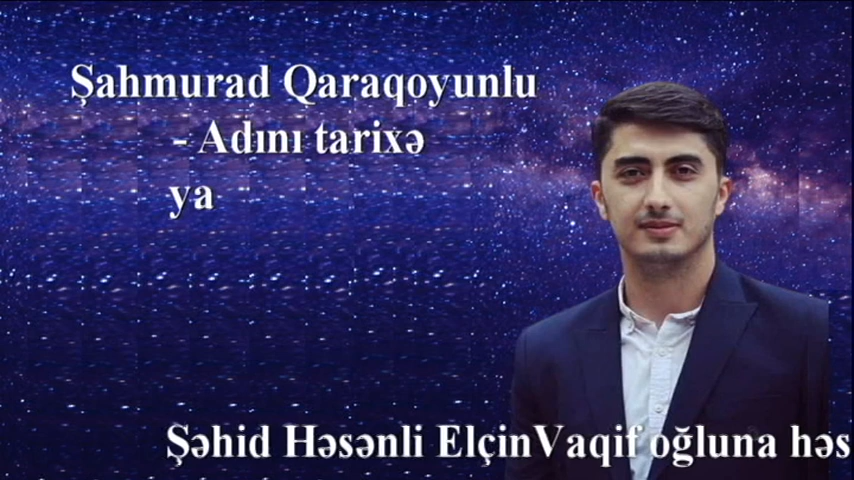 Şahmurad Qaraqoyunlu
- Adını tarixə
ya
Şəhid Həsənli ElçinVaqif oğluna həs